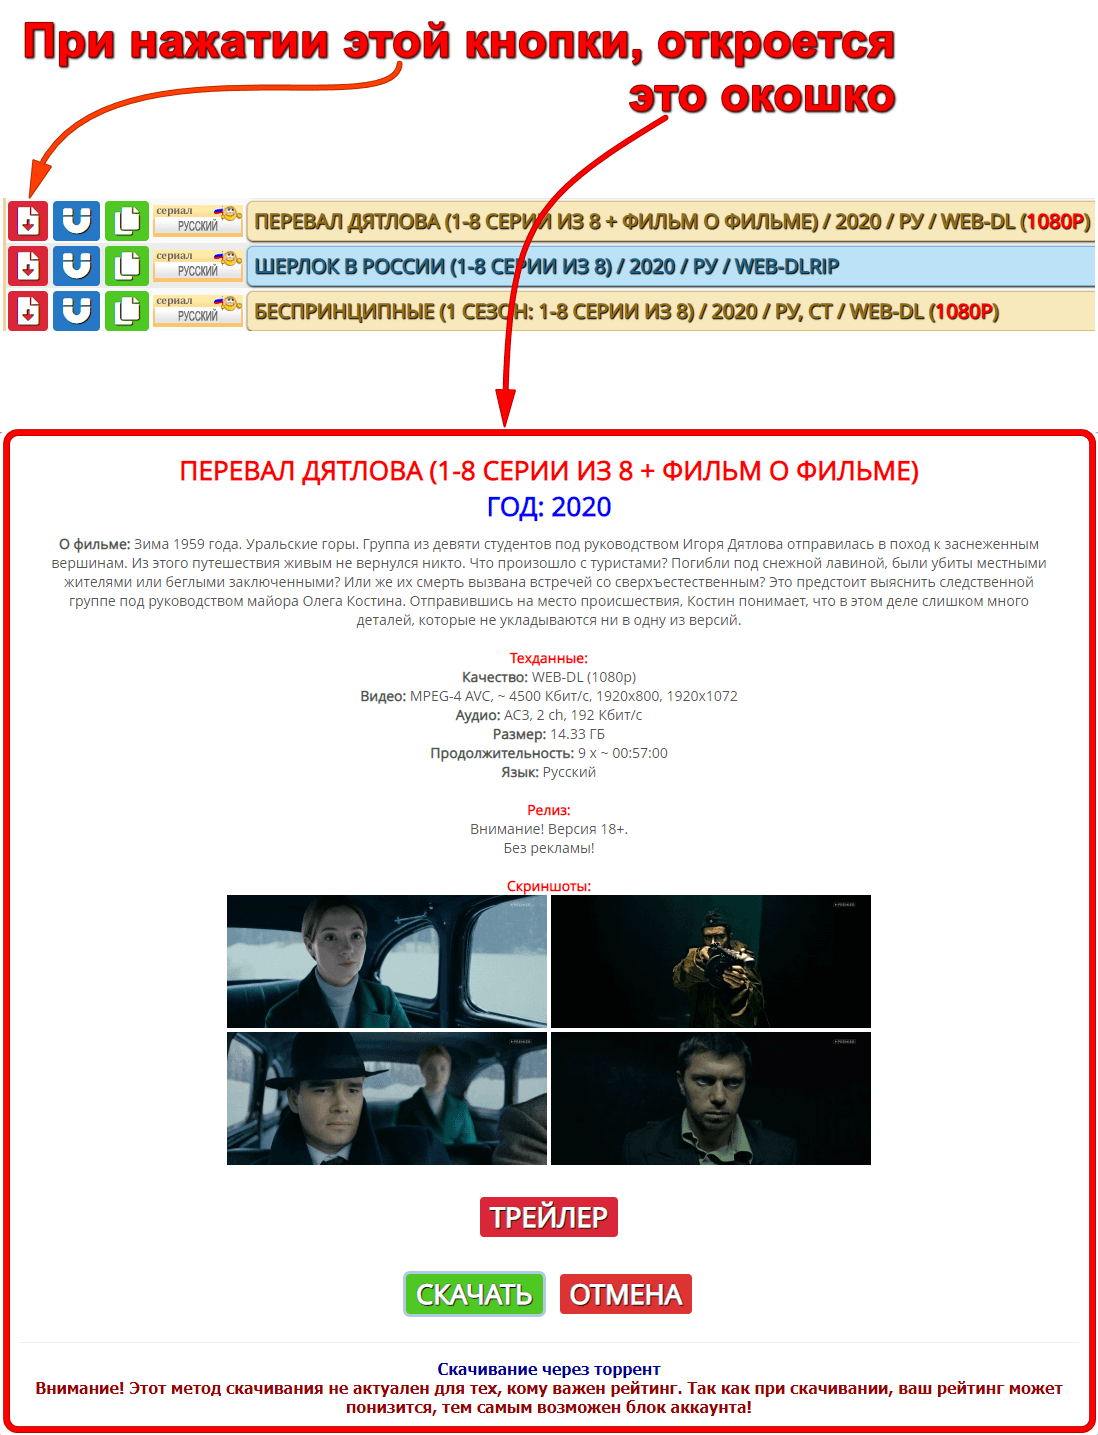 При нажатии этой кнопки, откроется
это окошко
сериал
РУССКИЙ
ПЕРЕВАЛ ДЯТЛОВА (1-8 СЕРИИ ИЗ 8 + ФИЛЬМ О ФИЛЬМЕ) / 2020 / РУ / WEB-DL (1080P)
сериал
РУССКИЙ
ШЕРЛОК В РОССИИ (1-8 СЕРИИ ИЗ 8) / 2020 / РУ / WEB-DLRIP
сериал
РУССКИЙ
БЕСПРИНЦИПНЫЕ (1 СЕЗОН: 1-8 СЕРИИ ИЗ 8) / 2020 / РУ, СТ / WEB-DL (1080P)
ПЕРЕВАЛ ДЯТЛОВА (1-8 СЕРИИ ИЗ 8 + ФИЛЬМ О ФИЛЬМЕ)
ГОД: 2020
О фильме: Зима 1959 года. Уральские горы. Группа из девяти студентов под руководством Игоря Дятлова отправилась в поход к заснеженным
вершинам. Из этого путешествия живым не вернулся никто. Что произошло с туристами? Погибли под снежной лавиной, были убиты местными
жителями или беглыми заключенными? Или же их смерть вызвана встречей со сверхъестественным? Это предстоит выяснить следственной
группе под руководством майора Олега Костина. Отправившись на место происшествия, Костин понимает, что в этом деле слишком много
деталей, которые не укладываются ни в одну из версий.
Техданные:
Качество: WEB-DL (1080p)
Видео: MPEG-4 AVC, ~ 4500 Кбит/с, 1920x800, 1920x1072
Аудио: AC3, 2 ch, 192 Кбит/с
Размер: 14.33 ГБ
Продолжительность: 9 x ~ 00:57:00
Язык: Русский
Релиз:
Внимание! Версия 18+.
Без рекламы!
Скриншоты:
ТРЕЙЛЕР
СКАЧАТЬ ОТМЕНА
Скачивание через торрент
Внимание! Этот метод скачивания не актуален для тех, кому важен рейтинг. Так как при скачивании, ваш рейтинг может
понизится, тем самым возможен блок аккаунта!